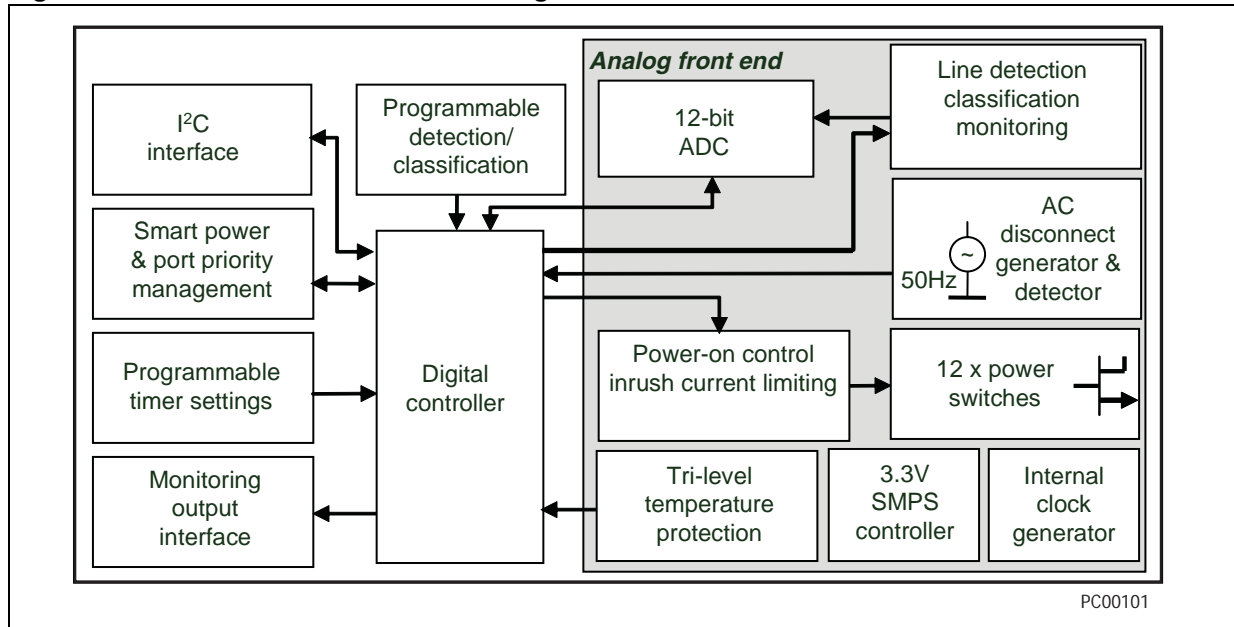 Analog front end
I²C
interface
Programmable
detection/
classification
12-bit
ADC
Line detection
classification
monitoring
Smart power
& port priority
management
AC
disconnect
generator &
detector
~
50Hz
Programmable
timer settings
Digital
controller
Power-on control
inrush current limiting
12 x power
switches
Monitoring
output
interface
Tri-level
temperature
protection
3.3V
SMPS
controller
Internal
clock
generator
PC00101